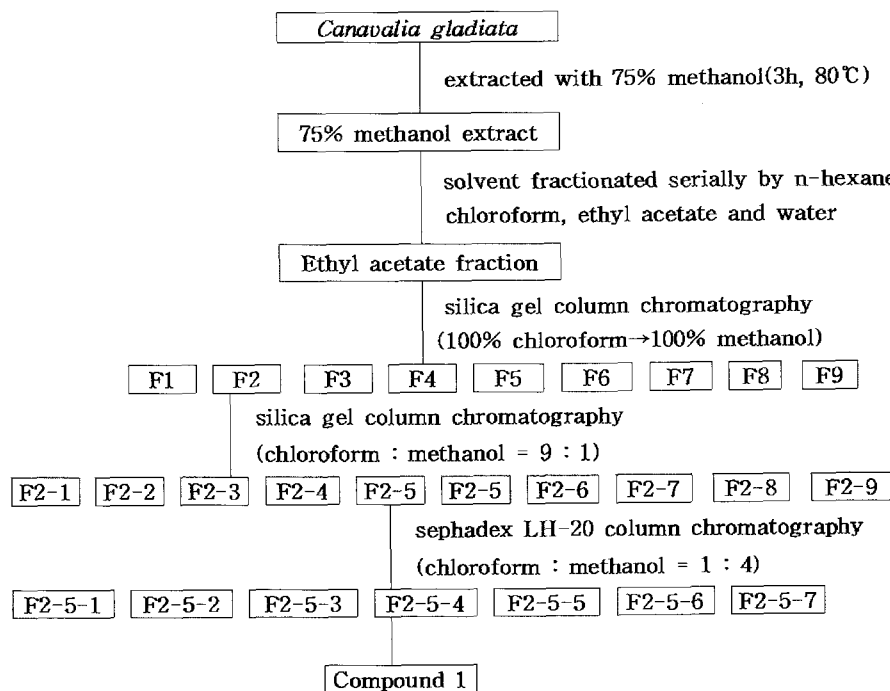 Canavalia gladiata
extracted with 75% methanol(3h, 80℃)
75% methanol extract
solvent fractionated serially by n-hexane
chloroform, ethyl acetate and water
Ethyl acetate fraction
silica gel column chromatography
(100% chloroform→100% methanol)
F1 F2 F3 F4 F5 F6 F7 F8 F9
silica gel column chromatography
(chloroform : methanol = 9 : 1)
F2-1 F2-2 F2-3 F2-4 F2-5 F2-5 F2-6 F2-7 F2-8 F2-9
sephadex LH-20 column chromatography
(chloroform : methanol = 1 : 4)
F2-5-1 F2-5-2 F2-5-3 F2-5-4 F2-5-5 F2-5-6 F2-5-7
Compound 1